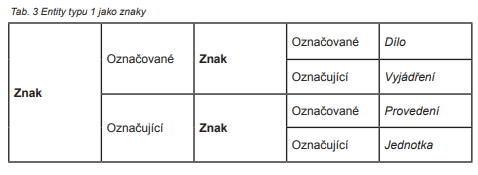 Tab. 3 Entity typu 1 jako znaky
Označované Dílo
Označované Znak
Označující Vyjádření
Znak
Označované Provedení
Označující Znak
Označující Jednotka